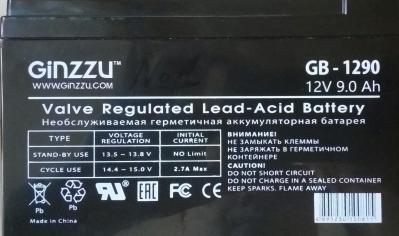 GiNZZU™
WWW.GINZZU.COM
GB - 1290
12V 9.0 Ah
Valve Regulated Lead-Acid Battery
Необслуживаемая герметичная аккумуляторная батарея
TYPE VOLTAGE REGULATION INITIAL CURRENT
STAND-BY USE 13.5 – 13.8V NO Limit
CYCLE USE 14.4 – 15.0V 2.7A Max
ВНИМАНИЕ:
НЕ ЗАМЫКАТЬ КЛЕММЫ
НЕ ЗАРЯЖАТЬ В ГЕРМЕТИЧНОМ
КОНТЕЙНЕРЕ
CAUTION:
DO NOT SHORT CIRCUIT
DO NOT CHARGE IN A SEALED CONTAINER
KEEP SPARKS. FLAME AWAY
Pb Pb
EAC
Made in China